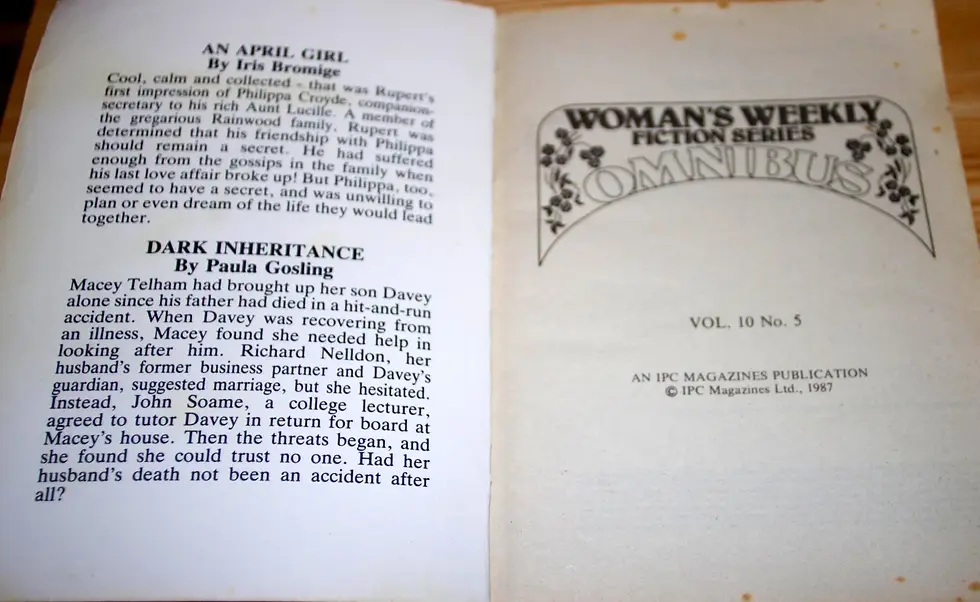 AN APRIL GIRL
By Iris Bromige
Cool, calm and collected - that was Rupert's
first impression of Philippa Croyde, companion-
secretary to his rich Aunt Lucille. A member of
the gregarious Rainwood family, Rupert was
determined that his friendship with Philippa
should remain a secret. He had suffered
enough from the gossips in the family when
his last love affair broke up! But Philippa, too,
seemed to have a secret, and was unwilling to
plan or even dream of the life they would lead
together.
DARK INHERITANCE
By Paula Gosling
Macey Telham had brought up her son Davey
alone since his father had died in a hit-and-run
accident. When Davey was recovering from
an illness, Macey found she needed help in
looking after him. Richard Nelldon, her
husband's former business partner and Davey's
guardian, suggested marriage, but she hesitated.
Instead, John Soame, a college lecturer,
agreed to tutor Davey in return for board at
Macey's house. Then the threats began, and
she found she could trust no one. Had her
husband's death not been an accident after
all?
WOMAN'S WEEKLY
FICTION SERIES
OMNIBUS
VOL. 10 No. 5
AN IPC MAGAZINES PUBLICATION
© IPC Magazines Ltd., 1987